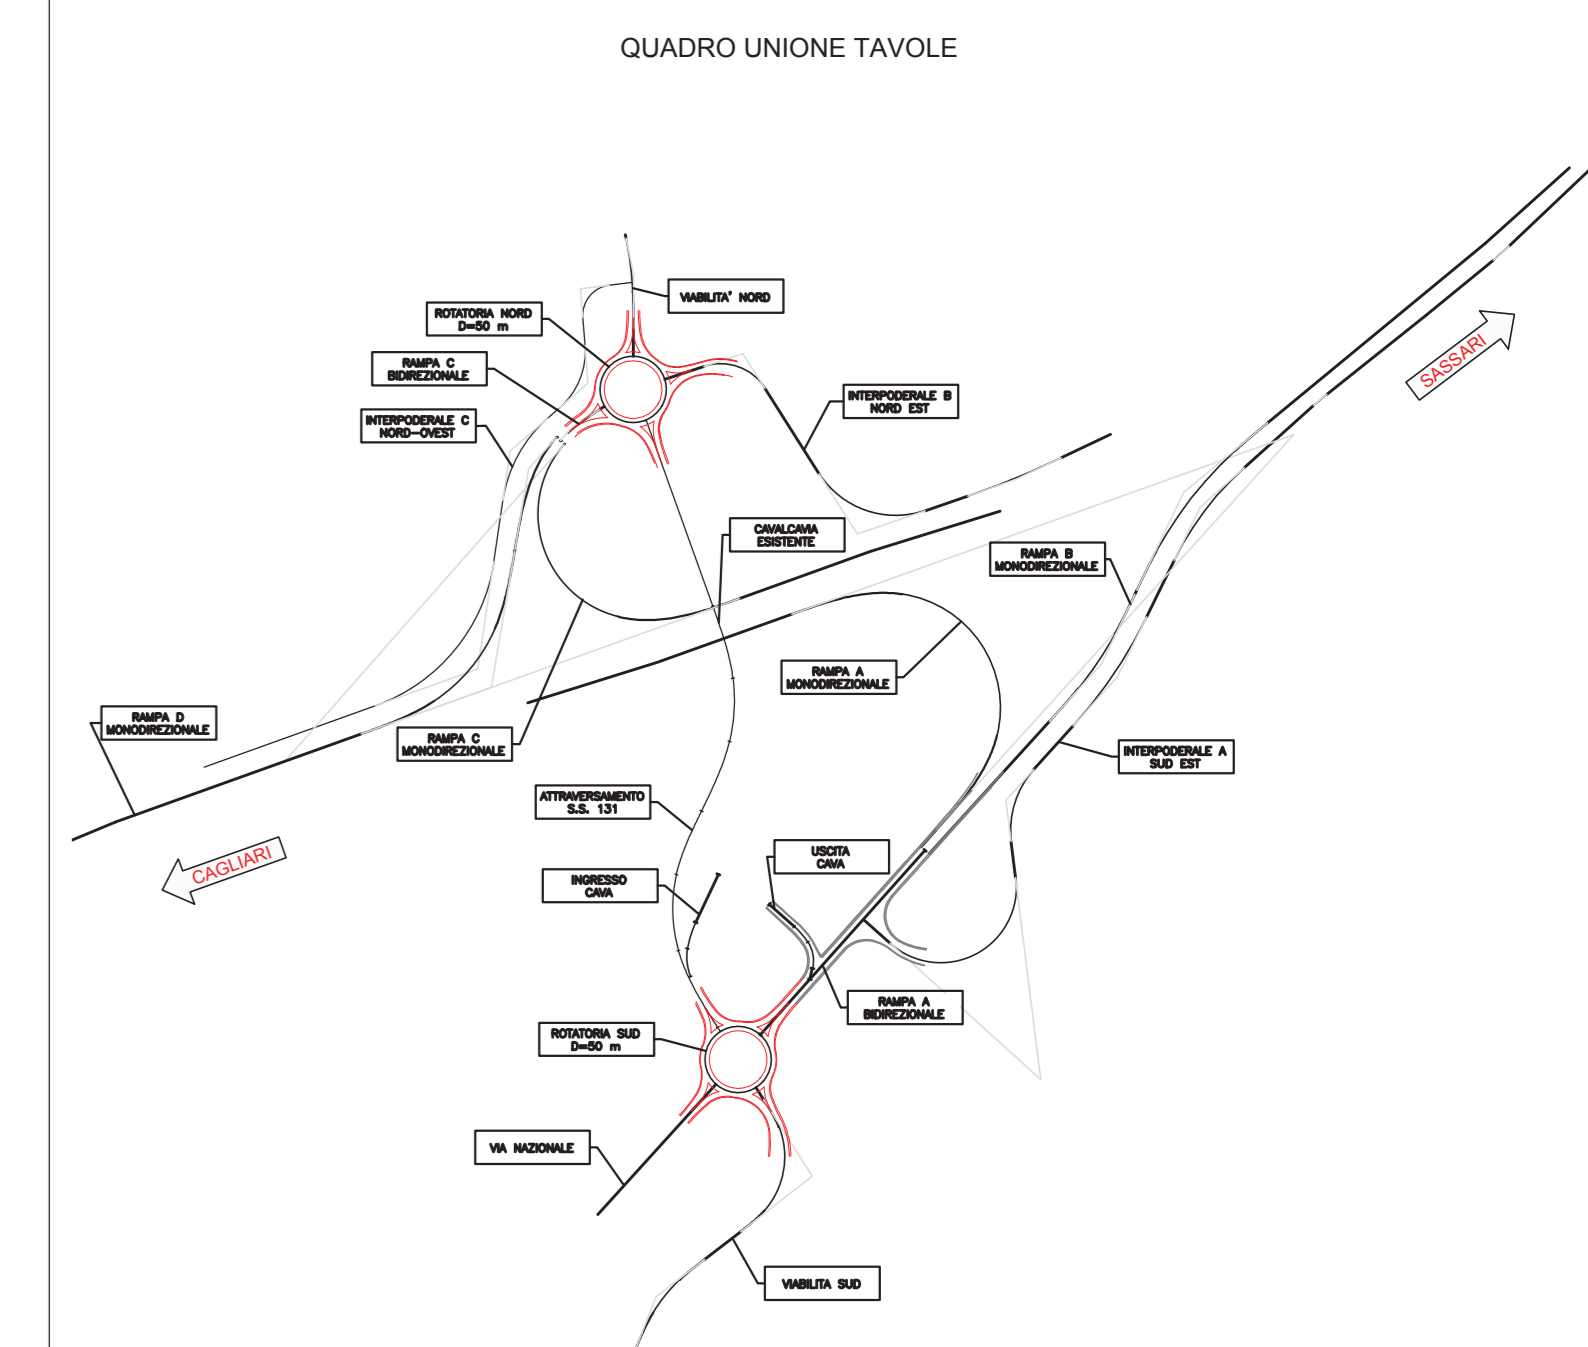 QUADRO UNIONE TAVOLE
VIABILITA' NORD
ROTATORIA NORD
D=50 m
RAMPA C
BIDIREZIONALE
INTERPODERALE C
NORD-OVEST
INTERPODERALE B
NORD EST
SASSARI
CAVALCAVIA
ESISTENTE
RAMPA B
MONODIREZIONALE
RAMPA A
MONODIREZIONALE
RAMPA D
MONODIREZIONALE
RAMPA C
MONODIREZIONALE
INTERPODERALE A
SUD EST
ATTRAVERSAMENTO
S.S. 131
CAGLIARI
USCITA
CAVA
INGRESSO
CAVA
RAMPA A
BIDIREZIONALE
ROTATORIA SUD
D=50 m
VIA NAZIONALE
VIABILITA SUD